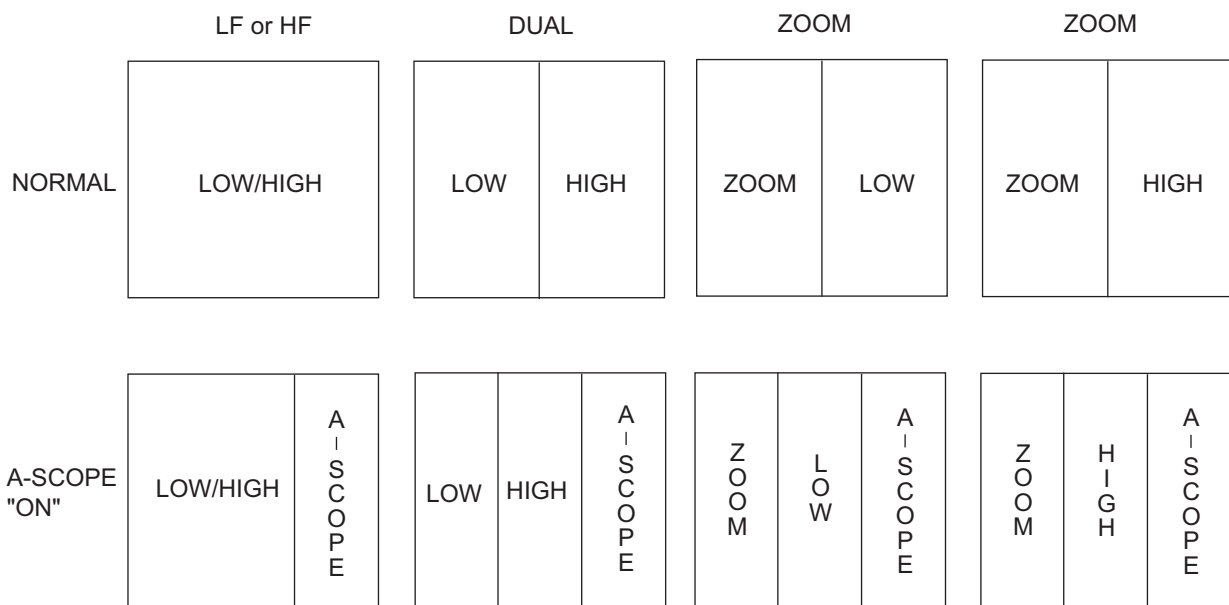 LF or HF
DUAL
ZOOM
ZOOM
NORMAL
LOW/HIGH
LOW
HIGH
ZOOM
LOW
ZOOM
HIGH
A-SCOPE
"ON"
LOW/HIGH
A-SCOPE
LOW
HIGH
A-SCOPE
ZOOM
LOW
A-SCOPE
ZOOM
HIGH
A-SCOPE